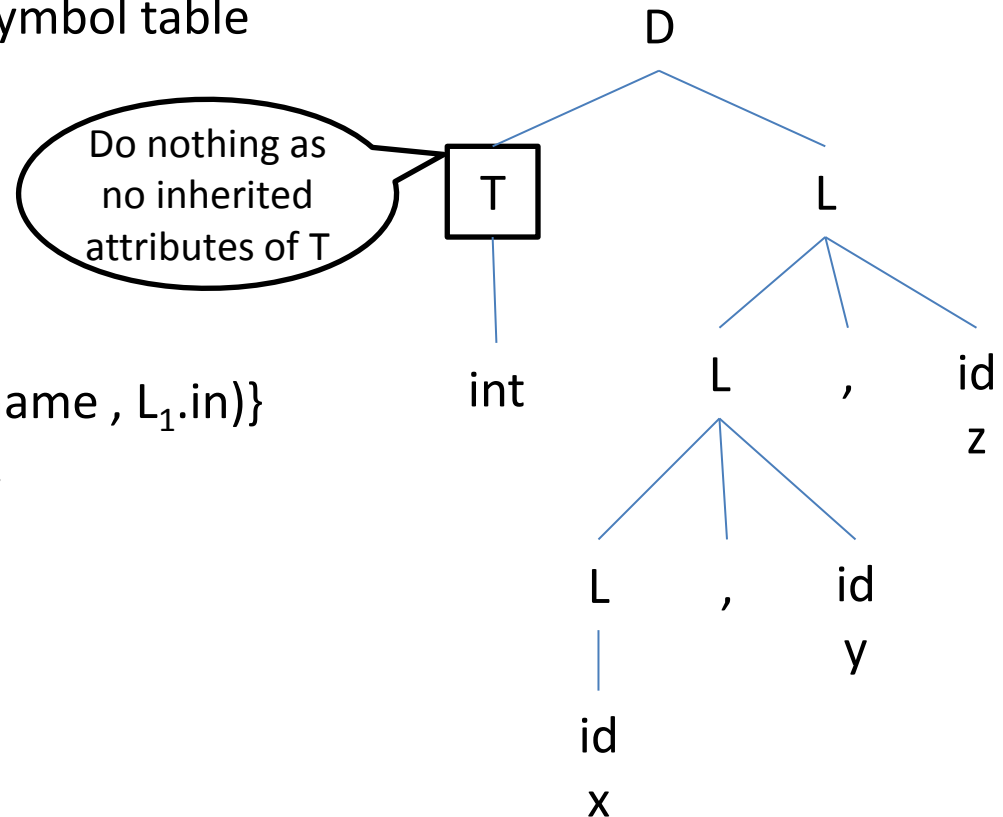 ymbol table
D
Do nothing as
no inherited
attributes of T
T
L
ame , L₁.in)}
int
L , id
z
L , id
y
id
x